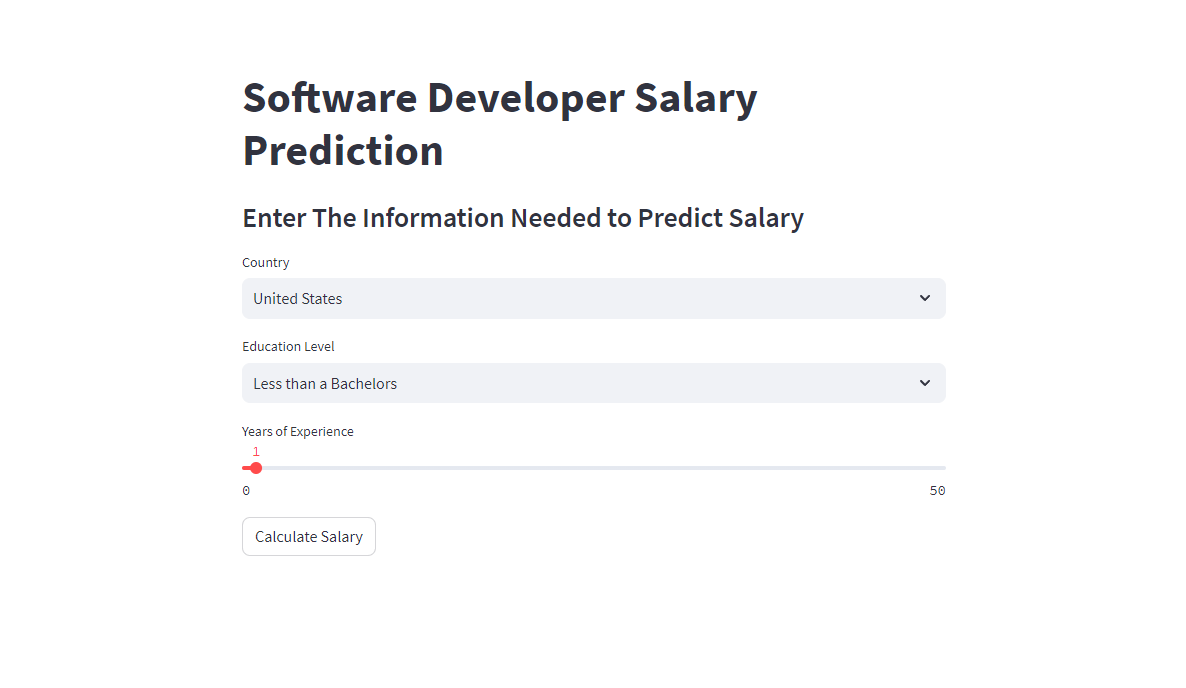 Software Developer Salary
Prediction
Enter The Information Needed to Predict Salary
Country
United States
Education Level
Less than a Bachelors
Years of Experience
1
0 50
Calculate Salary